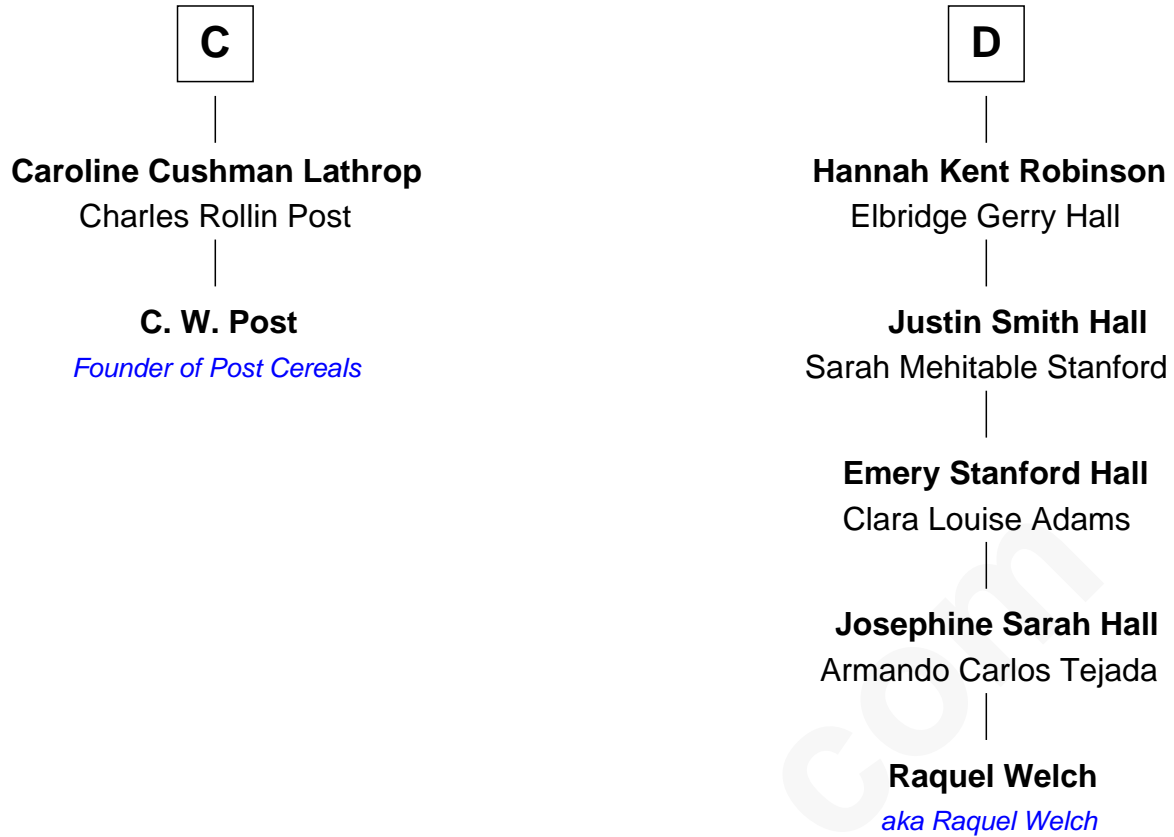 C
Caroline Cushman Lathrop
Charles Rollin Post
C. W. Post
Founder of Post Cereals
D
Hannah Kent Robinson
Elbridge Gerry Hall
Justin Smith Hall
Sarah Mehitable Stanford
Emery Stanford Hall
Clara Louise Adams
Josephine Sarah Hall
Armando Carlos Tejada
Raquel Welch
aka Raquel Welch
com